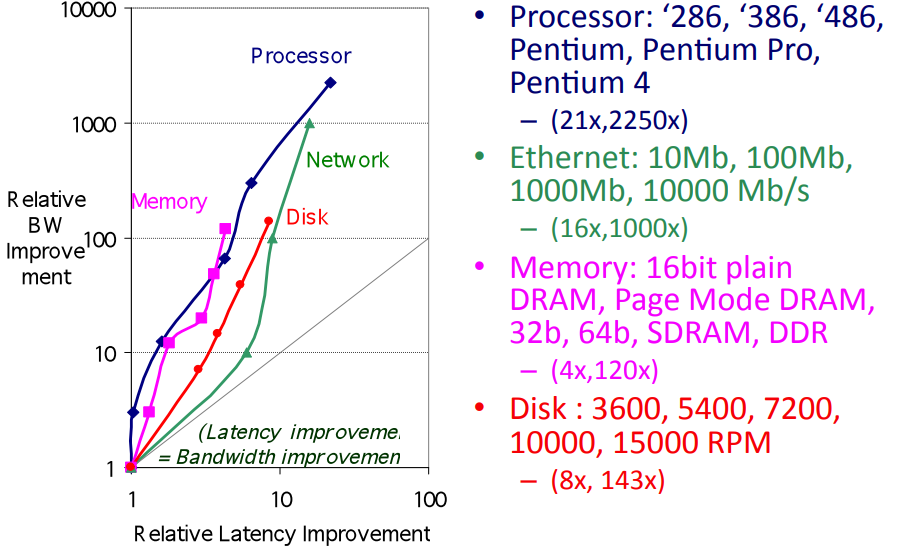 10000
1000
100
10
1
Relative
BW
Improve
ment
Processor
Network
Memory
Disk
(Latency improveme
= Bandwidth improvemen
1 10 100
Relative Latency Improvement
• Processor: ‘286, ‘386, ‘486,
Pentium, Pentium Pro,
Pentium 4
– (21x,2250x)
• Ethernet: 10Mb, 100Mb,
1000Mb, 10000 Mb/s
– (16x,1000x)
• Memory: 16bit plain
DRAM, Page Mode DRAM,
32b, 64b, SDRAM, DDR
– (4x,120x)
• Disk : 3600, 5400, 7200,
10000, 15000 RPM
– (8x, 143x)